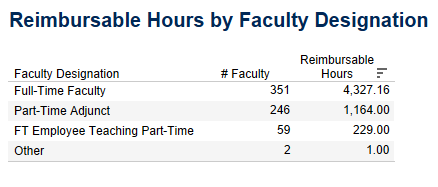 Reimbursable Hours by Faculty Designation
Reimbursable
Faculty Designation # Faculty Hours
Full-Time Faculty 351 4,327.16
Part-Time Adjunct 246 1,164.00
FT Employee Teaching Part-Time 59 229.00
Other 2 1.00